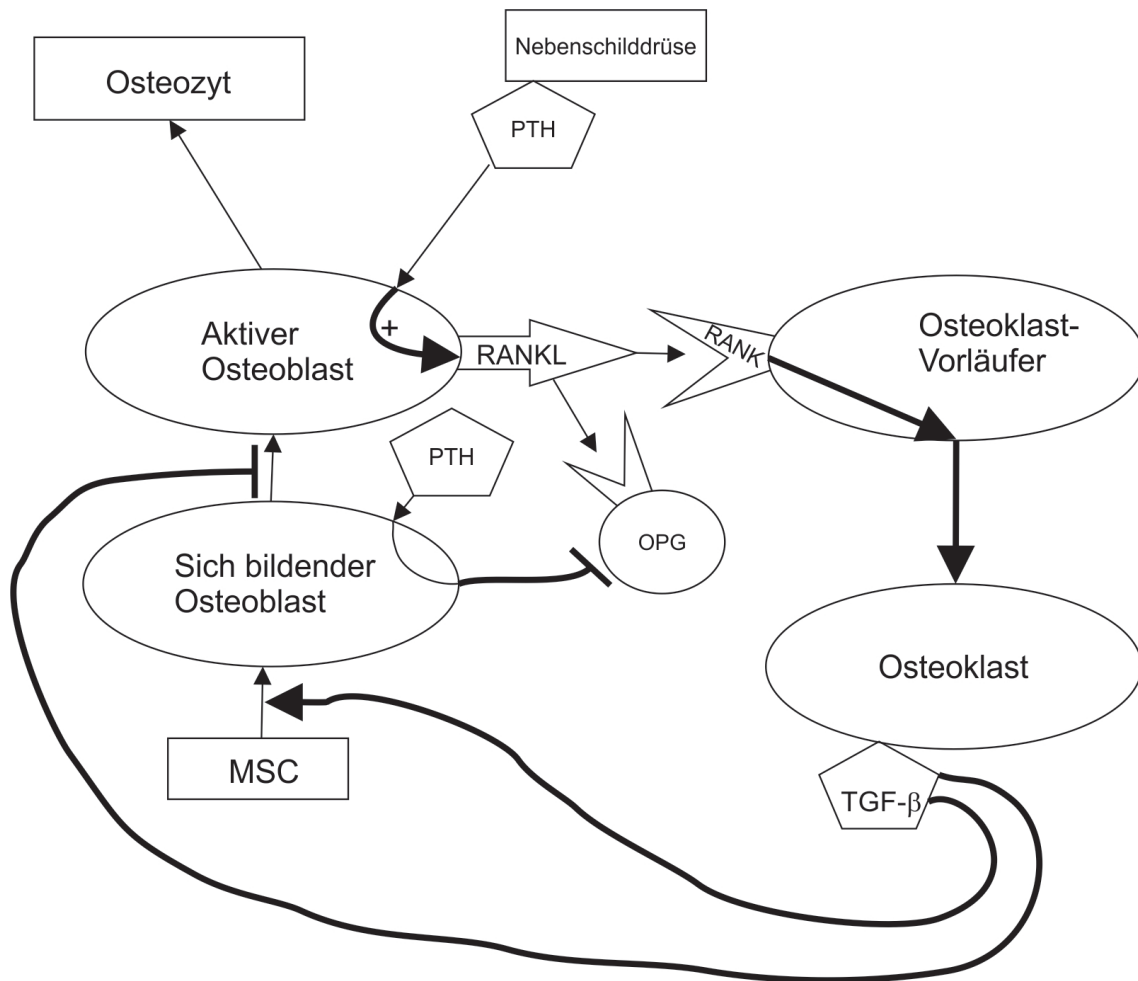 Nebenschilddrüse
Osteozyt
PTH
Aktiver
Osteoblast
+
RANKL
RANK
Osteoklast-
Vorläufer
PTH
OPG
Sich bildender
Osteoblast
Osteoklast
MSC
TGF-β